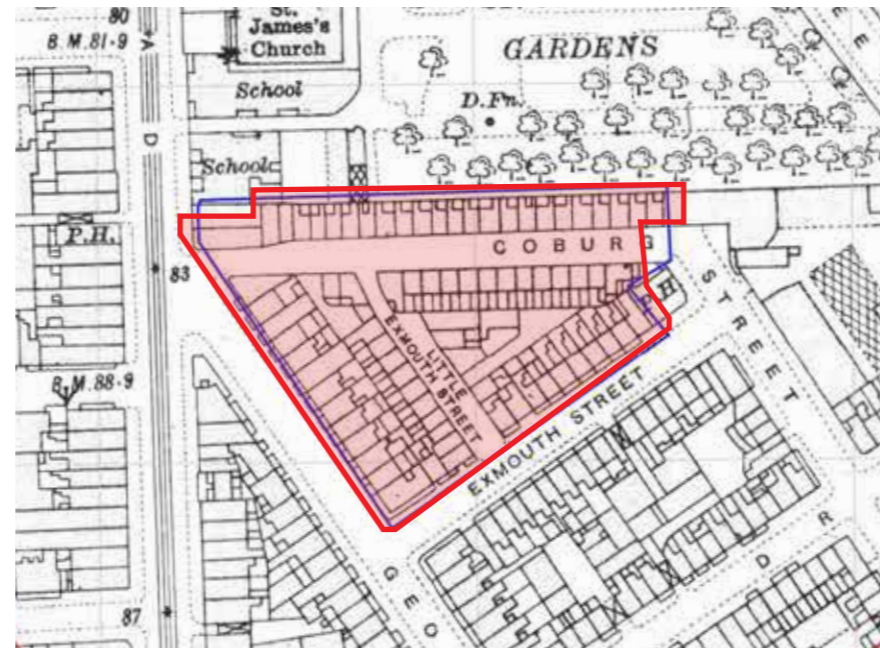 80
St.
James's
Church
B.M.81·9
A
GARDENS
School
D.Fn.
D
School
P.H.
COBURG
83
P H
STREET
EXMOUTH STREET
LITTLE
B.M.88·9
EXMOUTH STREET
GEO
DR
87